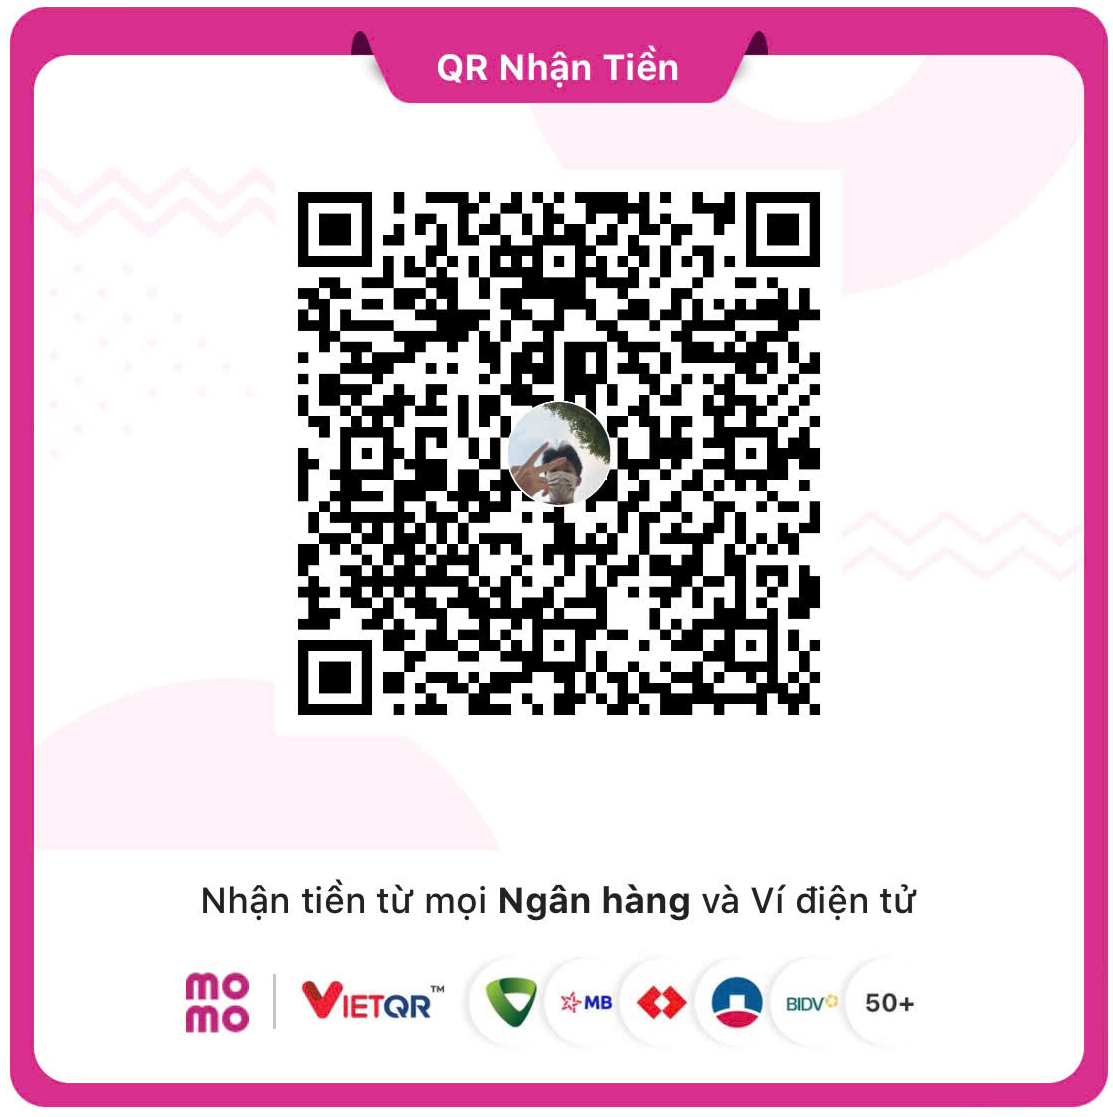 QR Nhận Tiền
Nhận tiền từ mọi Ngân hàng và Ví điện tử
mo
mo
VIETQR™
MB
BIDV
50+